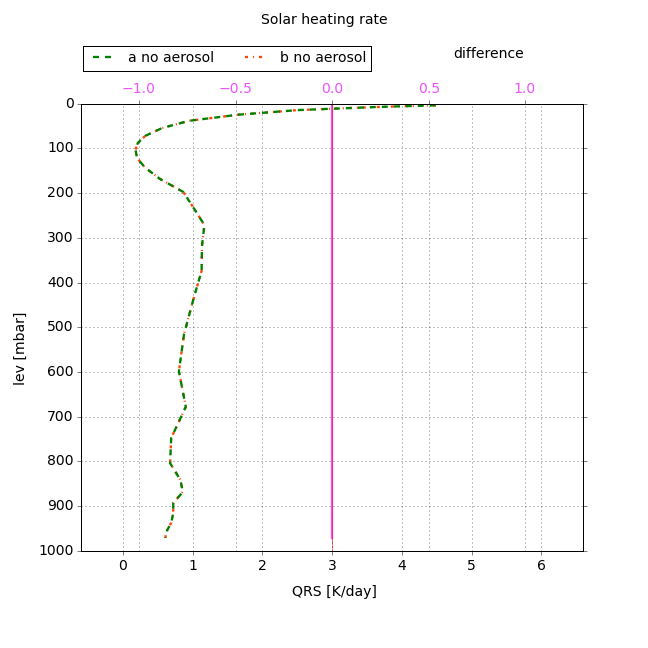 Solar heating rate
a no aerosol b no aerosol
difference
−1.0 −0.5 0.0 0.5 1.0
0
100
200
300
400
500
600
700
800
900
1000
lev [mbar]
0 1 2 3 4 5 6
QRS [K/day]